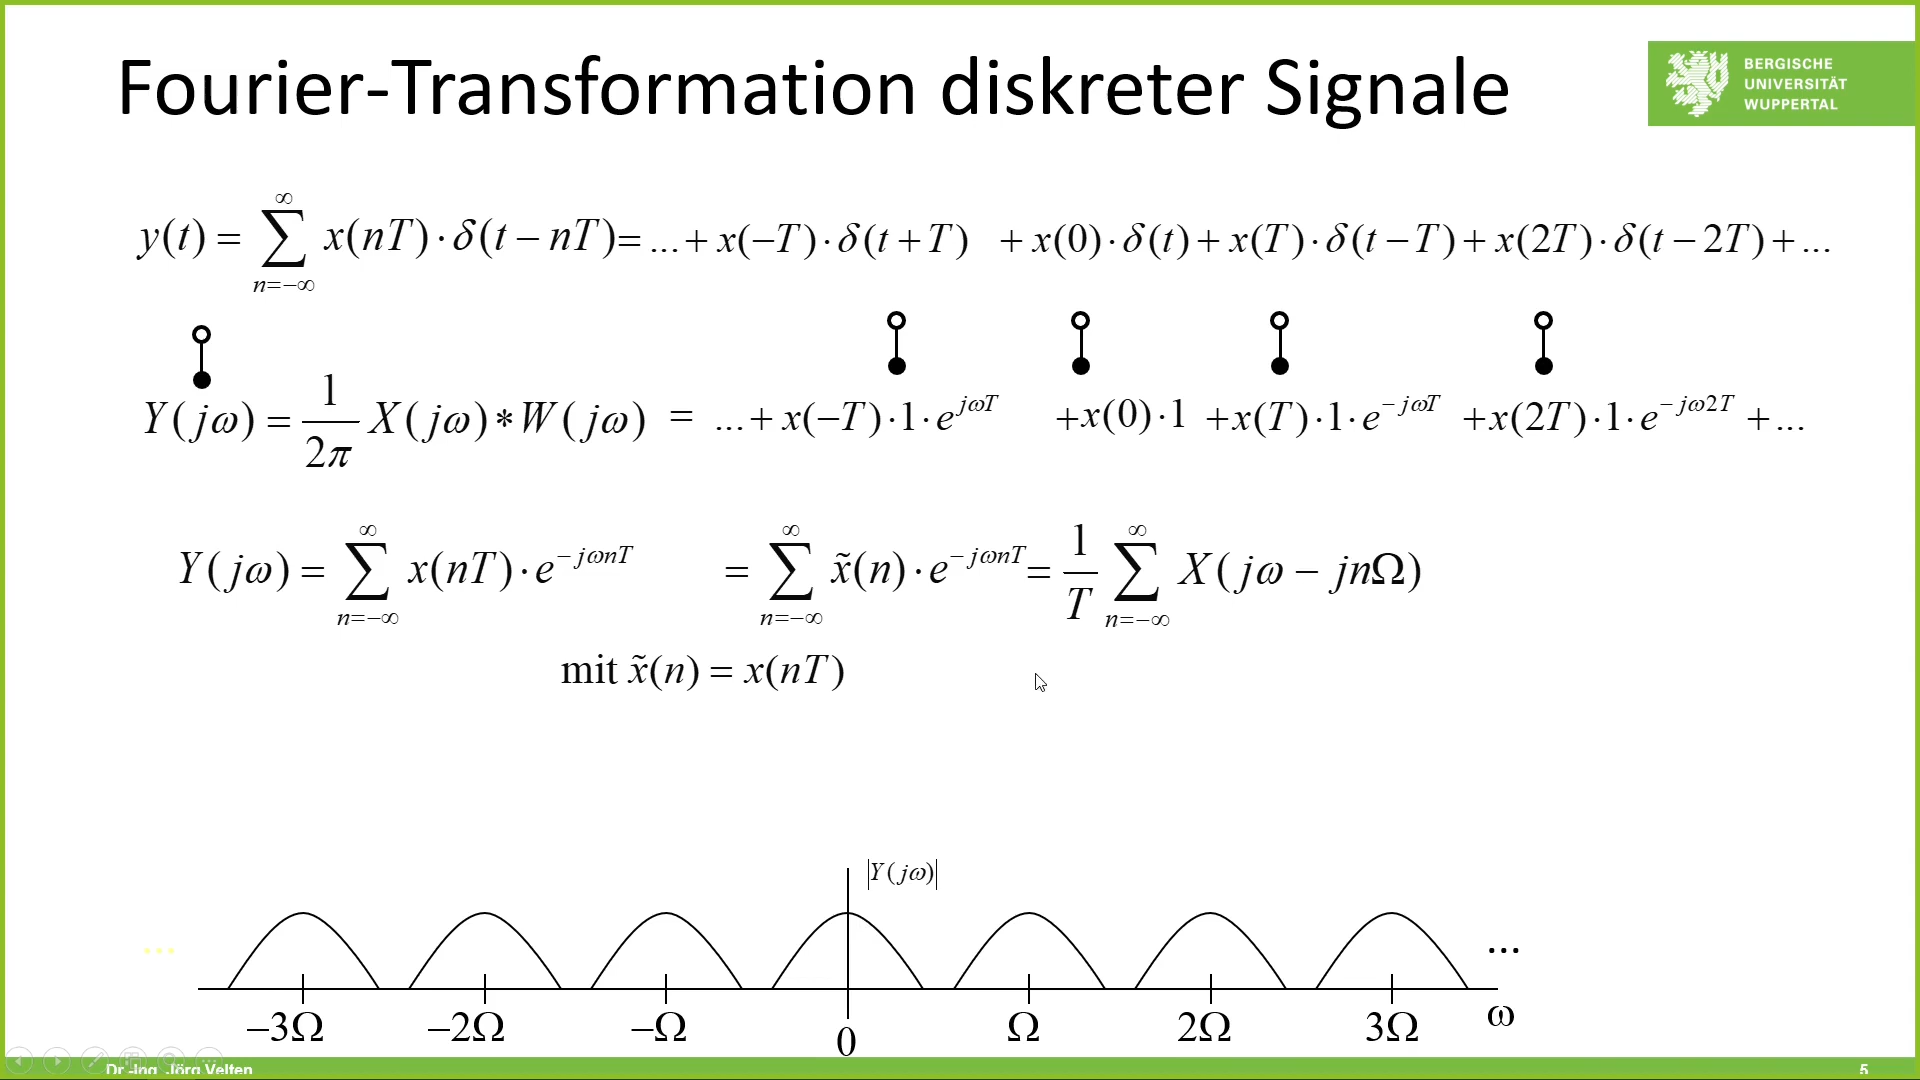 Fourier-Transformation diskreter Signale
BERGISCHE
UNIVERSITÄT
WUPPERTAL
y(t) = ∑_{n=−∞}^{∞} x(nT)·δ(t − nT) = ... + x(−T)·δ(t + T) + x(0)·δ(t) + x(T)·δ(t − T) + x(2T)·δ(t − 2T) + ...
Y(jω) = 1/2π X(jω) ∗ W(jω) = ... + x(−T)·1·e^{jωT} + x(0)·1 + x(T)·1·e^{−jωT} + x(2T)·1·e^{−jω2T} + ...
Y(jω) = ∑_{n=−∞}^{∞} x(nT)·e^{−jωnT} = ∑_{n=−∞}^{∞} x̃(n)·e^{−jωnT} = 1/T ∑_{n=−∞}^{∞} X(jω − jnΩ)
mit x̃(n) = x(nT)
|Y(jω)|
... ...
−3Ω −2Ω −Ω 0 Ω 2Ω 3Ω ω
Dr.-Ing. Jörg Velten 5